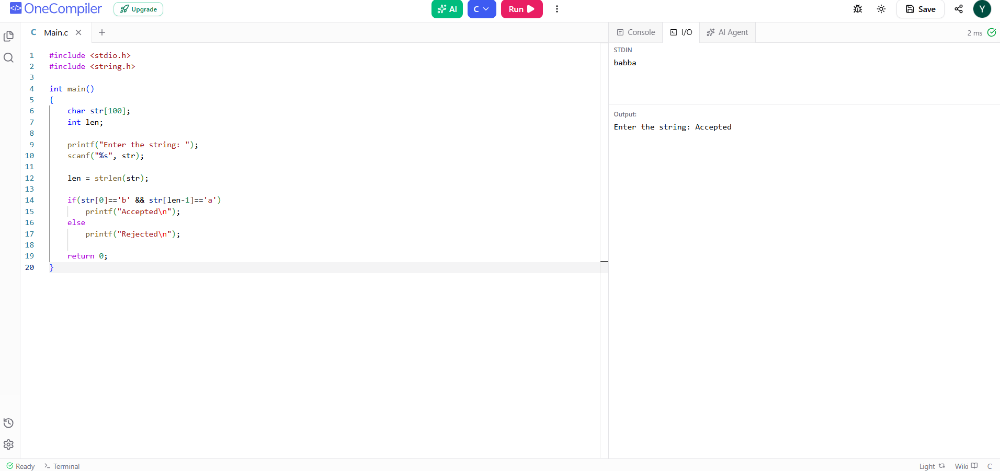 </> OneCompiler Upgrade AI C Run Save Y
C Main.c
Console I/O AI Agent 2 ms
1 #include <stdio.h>
2 #include <string.h>
3
4 int main()
5 {
6 char str[100];
7 int len;
8
9 printf("Enter the string: ");
10 scanf("%s", str);
11
12 len = strlen(str);
13
14 if(str[0]=='b' && str[len-1]=='a')
15 printf("Accepted\n");
16 else
17 printf("Rejected\n");
18
19 return 0;
20 }
STDIN
babba
Output:
Enter the string: Accepted
Ready Terminal Light Wiki C